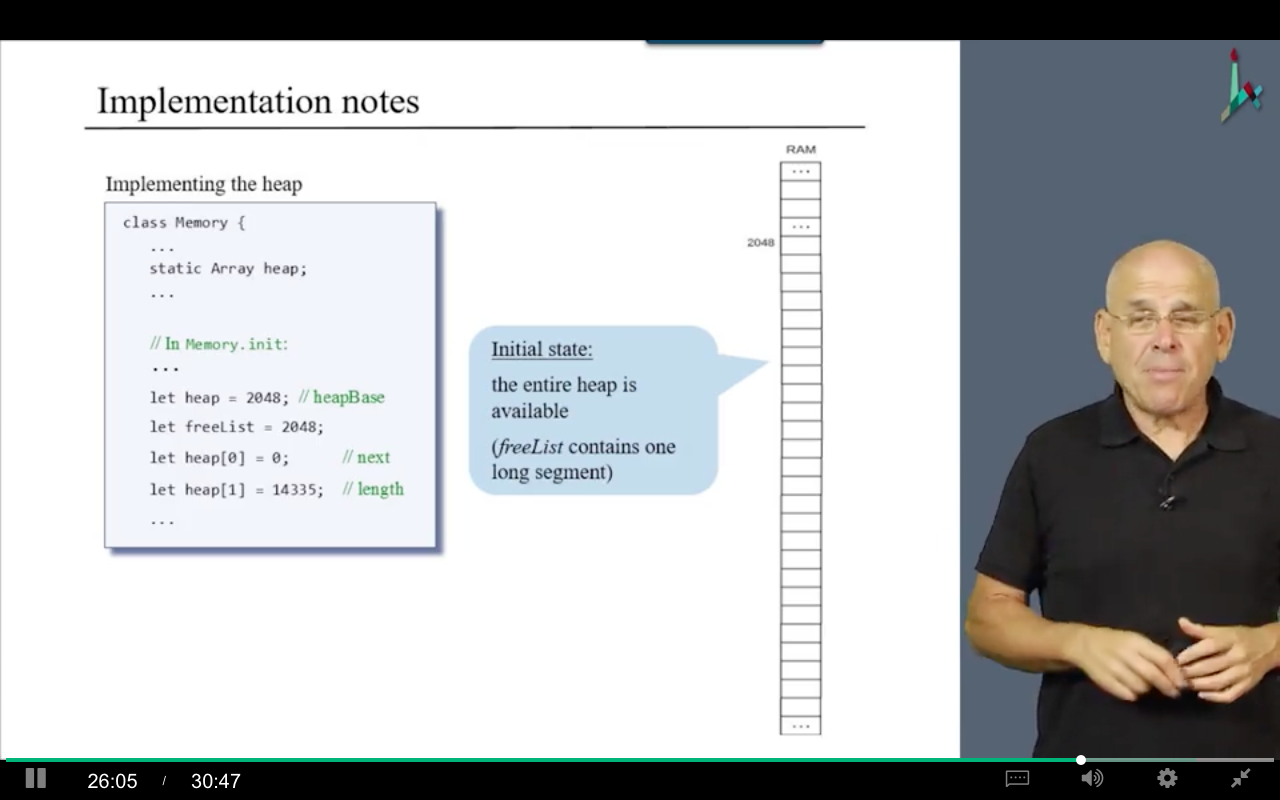 Implementation notes
Implementing the heap
class Memory {
...
static Array heap;
...
// In Memory.init:
...
let heap = 2048; // heapBase
let freeList = 2048;
let heap[0] = 0; // next
let heap[1] = 14335; // length
...
Initial state:
the entire heap is
available
(freeList contains one
long segment)
RAM
...
...
2048
...
26:05 / 30:47